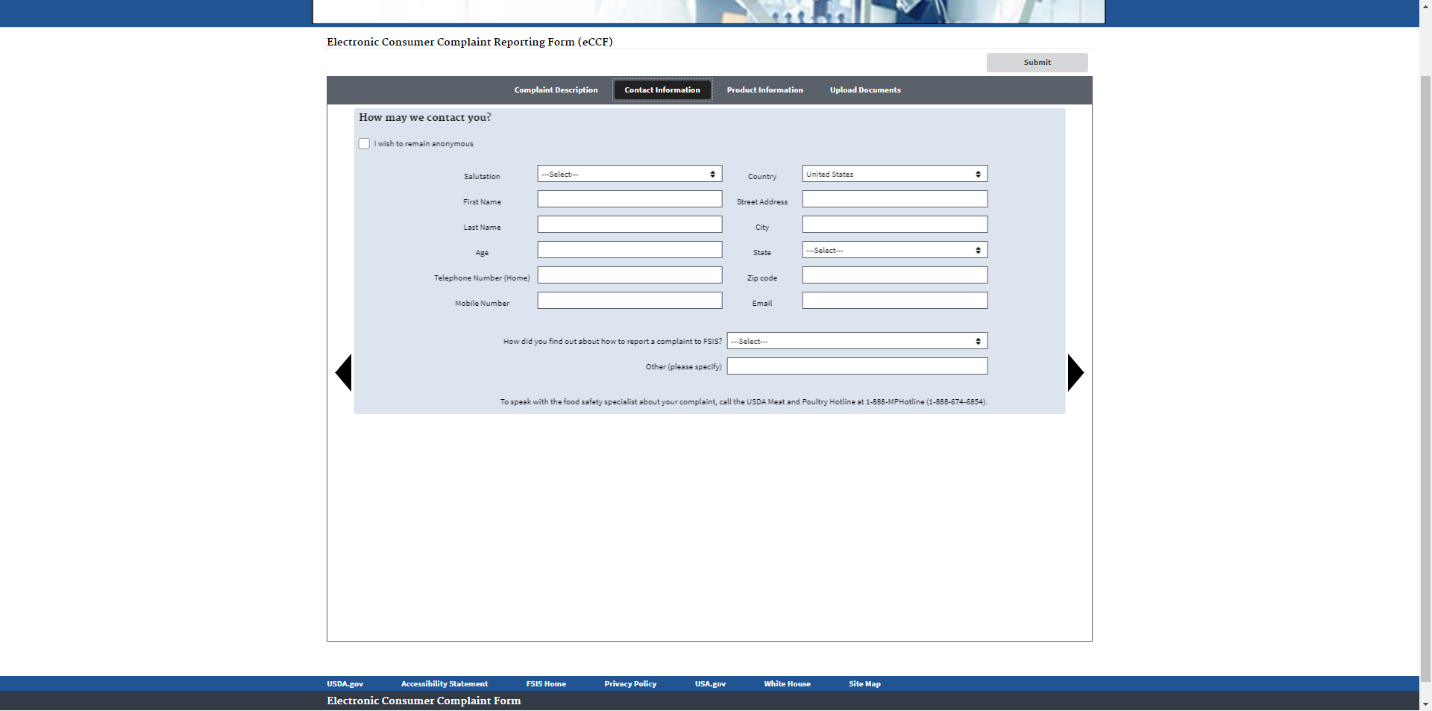 Electronic Consumer Complaint Reporting Form (eCCF)
Submit
Complaint Description Contact Information Product Information Upload Documents
How may we contact you?
I wish to remain anonymous
Salutation ---Select--- Country United States
First Name Street Address
Last Name City
Age State ---Select---
Telephone Number (Home) Zip code
Mobile Number Email
How did you find out about how to report a complaint to FSIS? ---Select---
Other (please specify)
To speak with the food safety specialist about your complaint, call the USDA Meat and Poultry Hotline at 1-888-MPHotline (1-888-674-6854).
USDA.gov Accessibility Statement FSIS Home Privacy Policy USA.gov White House Site Map
Electronic Consumer Complaint Form